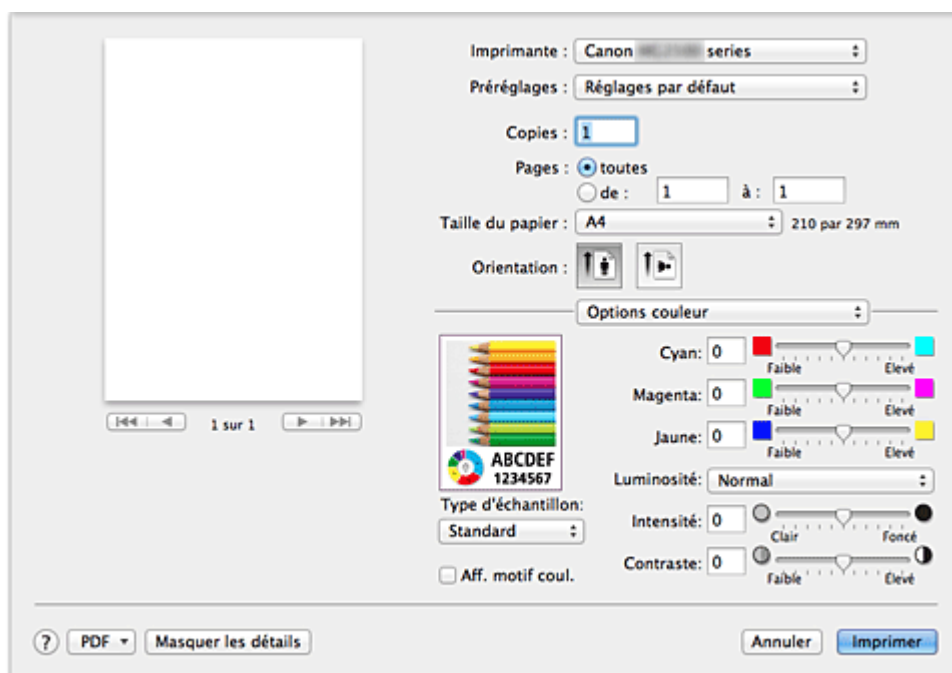 Imprimante : Canon series
Préréglages : Réglages par défaut
Copies : 1
Pages : toutes
de : 1 à : 1
Taille du papier : A4 210 par 297 mm
Orientation :
Options couleur
1 sur 1
ABCDEF
1234567
Type d'échantillon:
Standard
Aff. motif coul.
Cyan: 0
Faible Elevé
Magenta: 0
Faible Elevé
Jaune: 0
Faible Elevé
Luminosité: Normal
Intensité: 0
Clair Foncé
Contraste: 0
Faible Elevé
? PDF Masquer les détails Annuler Imprimer